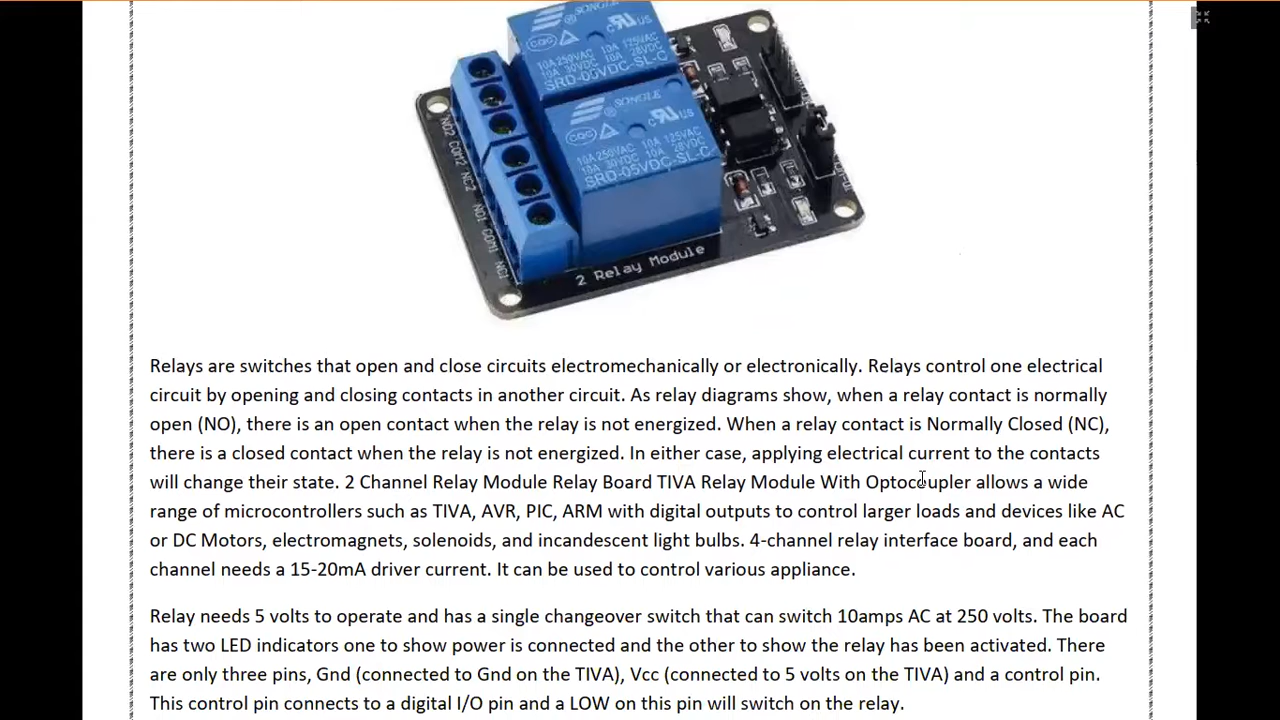 SONGLE
10A 250VAC 10A 125VAC
10A 30VDC 10A 28VDC
SRD-05VDC-SL-C
SONGLE
CQC
10A 250VAC 10A 125VAC
10A 30VDC 10A 28VDC
SRD-05VDC-SL-C
NO2 COM2 NC2
NO1 COM1 NC1
2 Relay Module
Relays are switches that open and close circuits electromechanically or electronically. Relays control one electrical
circuit by opening and closing contacts in another circuit. As relay diagrams show, when a relay contact is normally
open (NO), there is an open contact when the relay is not energized. When a relay contact is Normally Closed (NC),
there is a closed contact when the relay is not energized. In either case, applying electrical current to the contacts
will change their state. 2 Channel Relay Module Relay Board TIVA Relay Module With Optocoupler allows a wide
range of microcontrollers such as TIVA, AVR, PIC, ARM with digital outputs to control larger loads and devices like AC
or DC Motors, electromagnets, solenoids, and incandescent light bulbs. 4-channel relay interface board, and each
channel needs a 15-20mA driver current. It can be used to control various appliance.
Relay needs 5 volts to operate and has a single changeover switch that can switch 10amps AC at 250 volts. The board
has two LED indicators one to show power is connected and the other to show the relay has been activated. There
are only three pins, Gnd (connected to Gnd on the TIVA), Vcc (connected to 5 volts on the TIVA) and a control pin.
This control pin connects to a digital I/O pin and a LOW on this pin will switch on the relay.